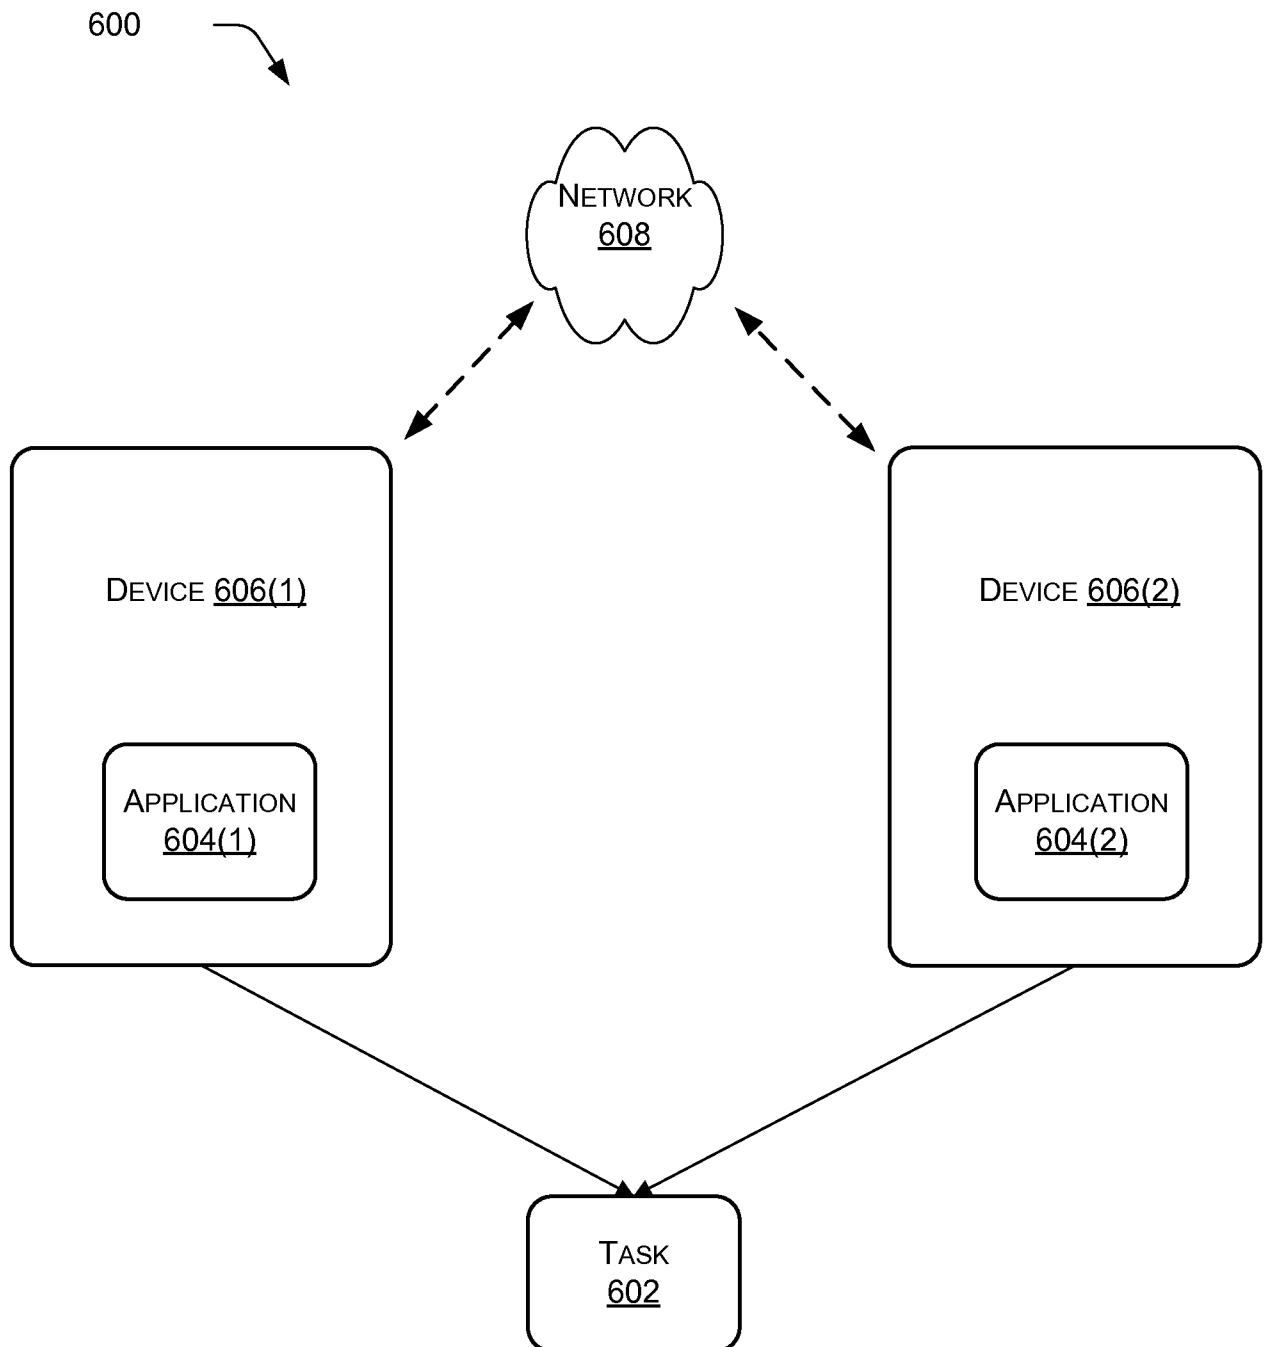 600
NETWORK
608
DEVICE 606(1)
DEVICE 606(2)
APPLICATION
604(1)
APPLICATION
604(2)
TASK
602